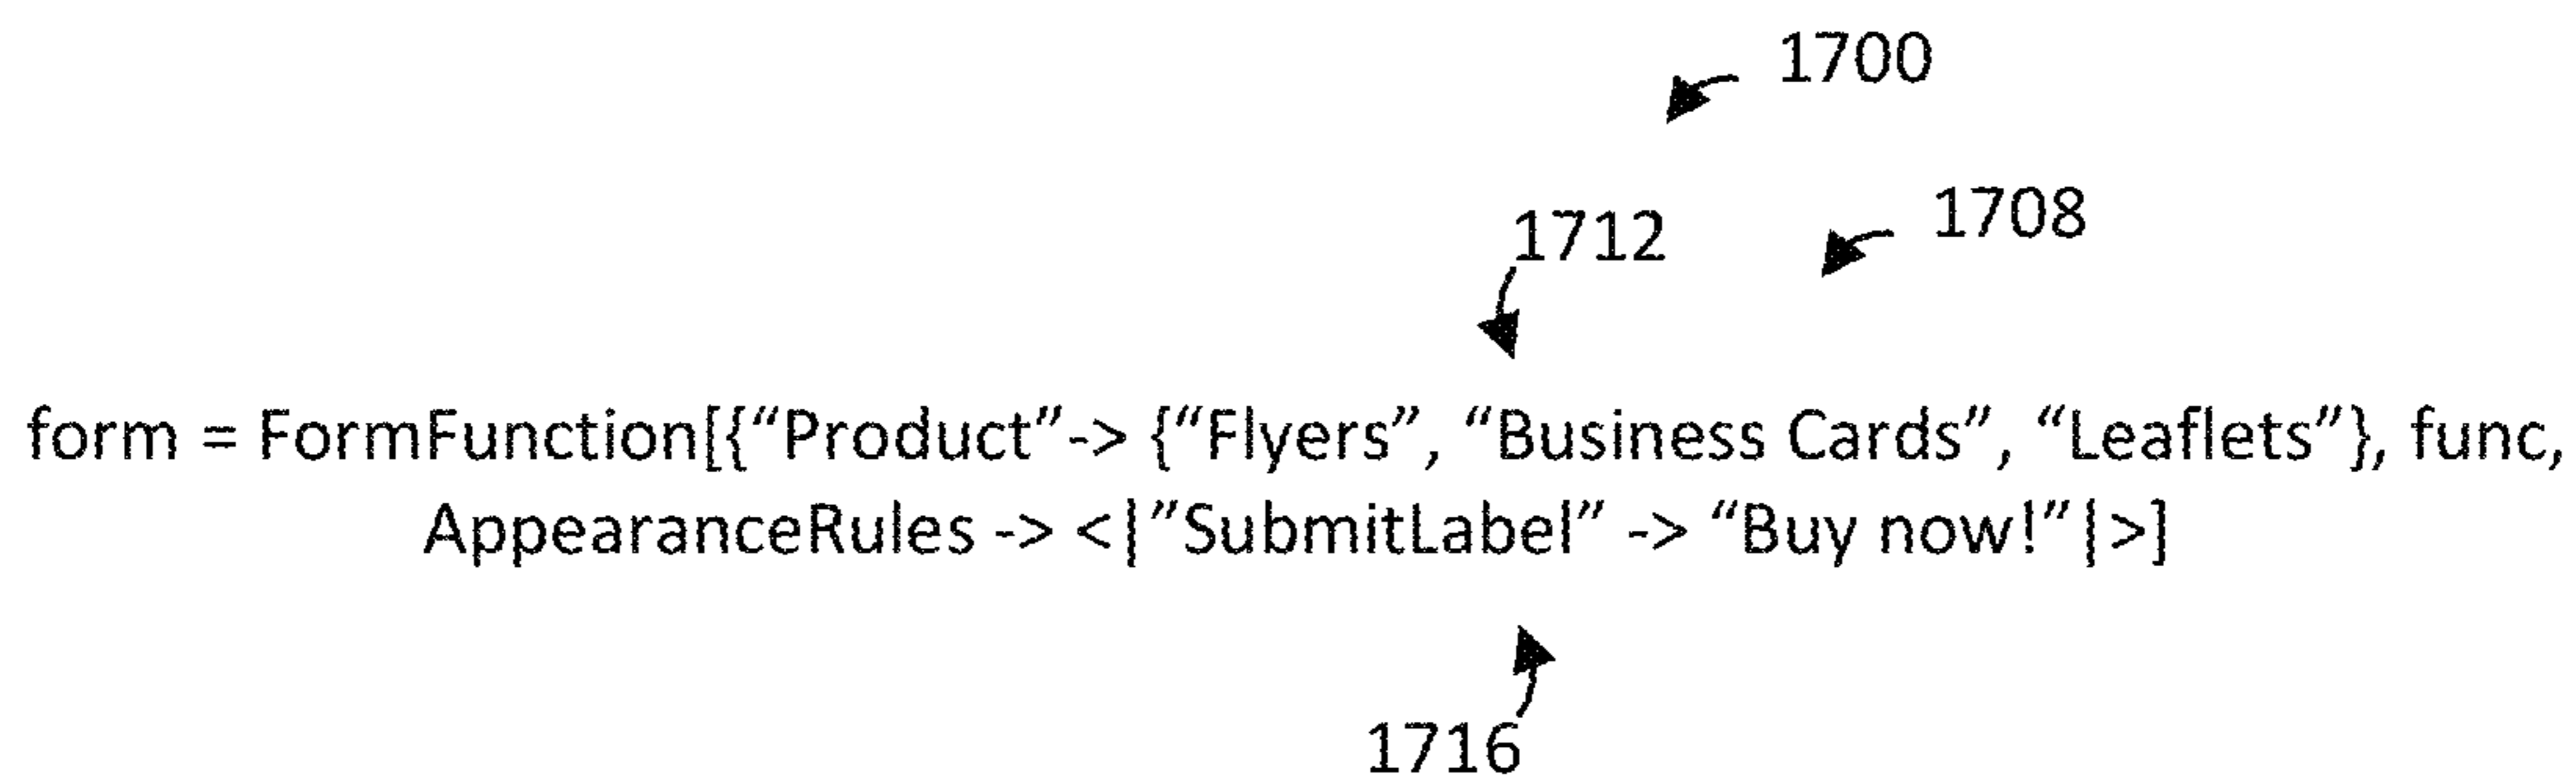 1700
1708
1712
form = FormFunction[{“Product”-> {“Flyers”, “Business Cards”, “Leaflets”}, func,
AppearanceRules -> <|”SubmitLabel” -> “Buy now!”|>]
1716